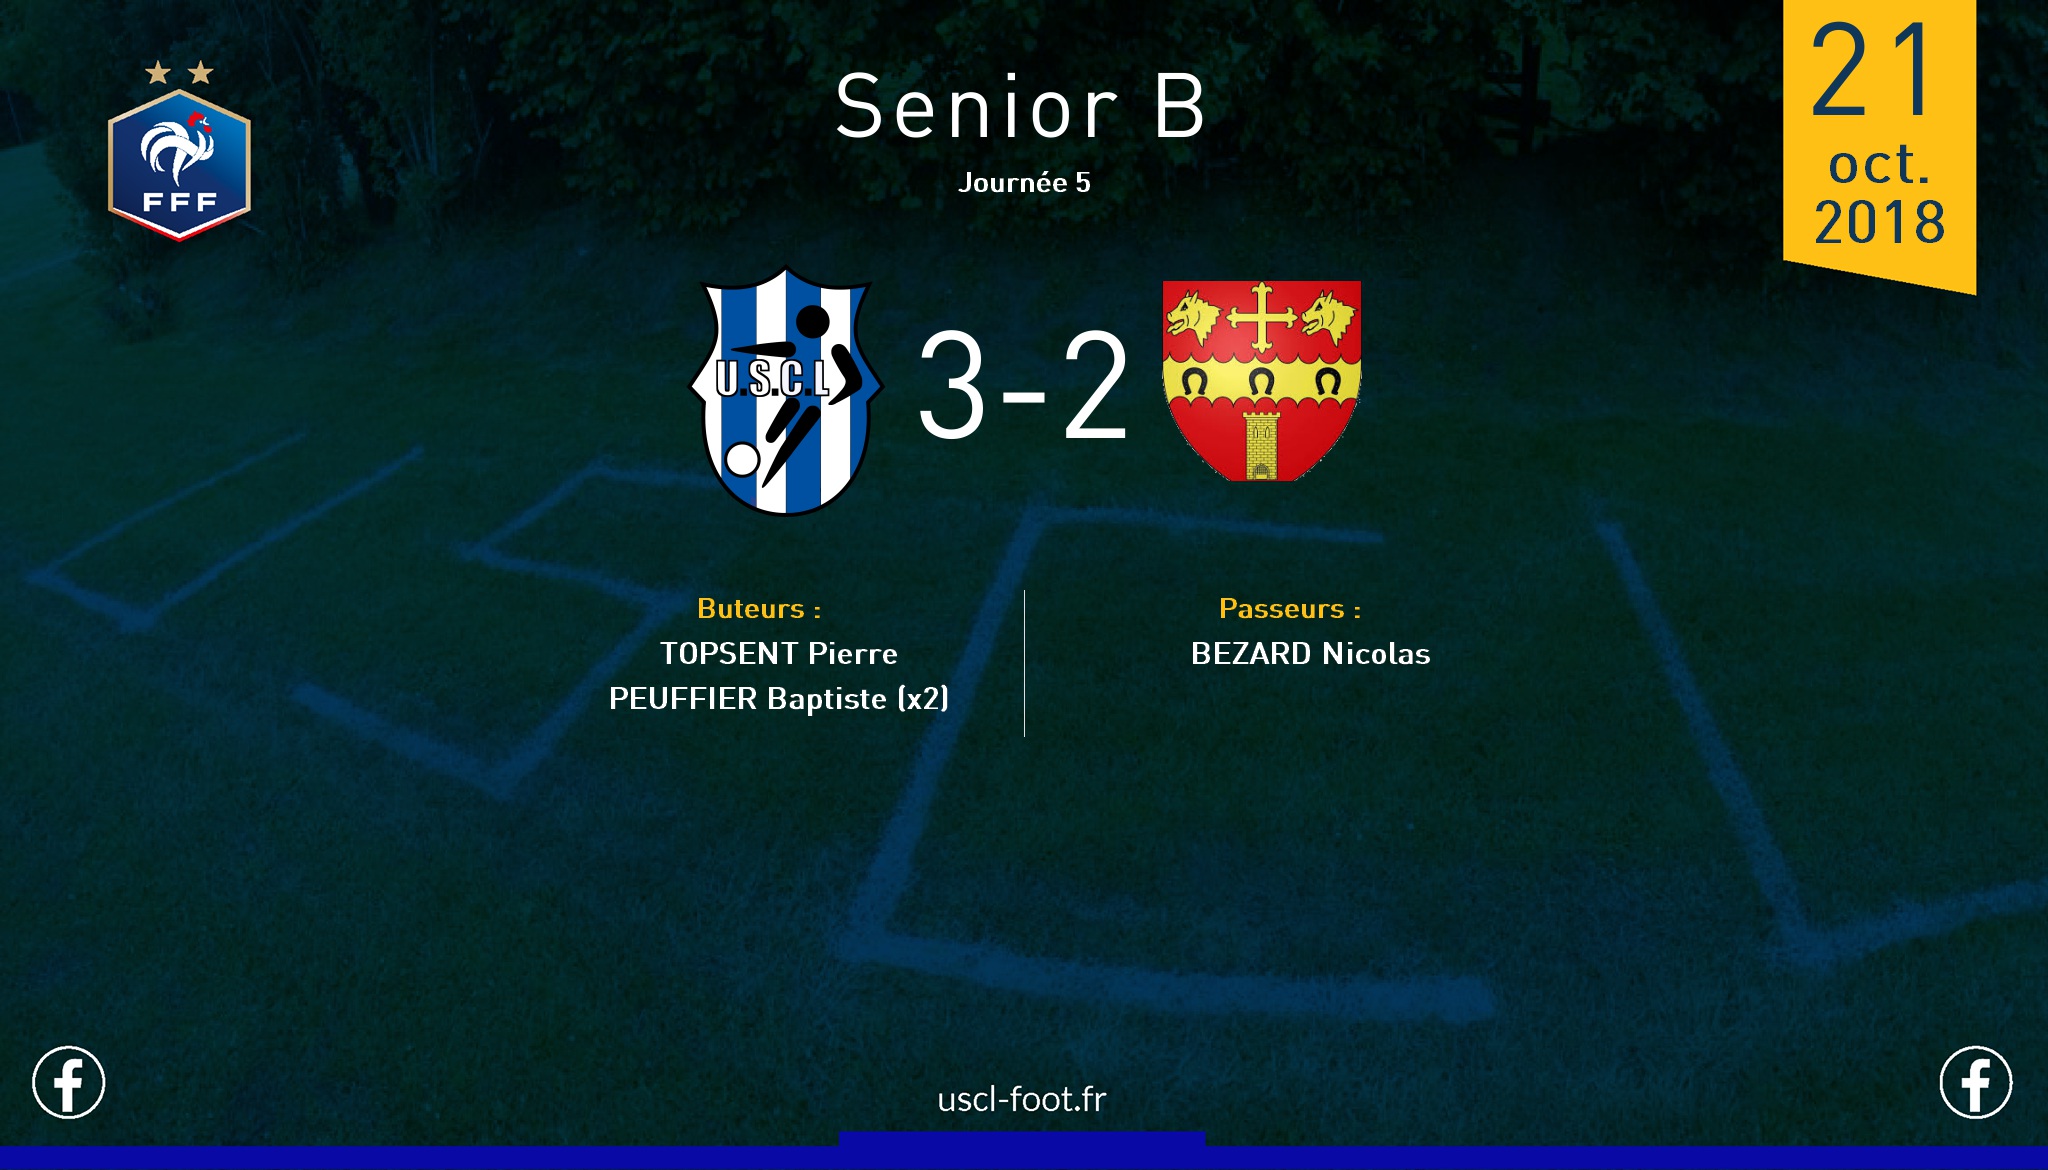 FFF
Senior B
Journée 5
21
oct.
2018
U.S.C.L
3-2
Buteurs :
TOPSENT Pierre
PEUFFIER Baptiste (x2)
Passeurs :
BEZARD Nicolas
uscl-foot.fr